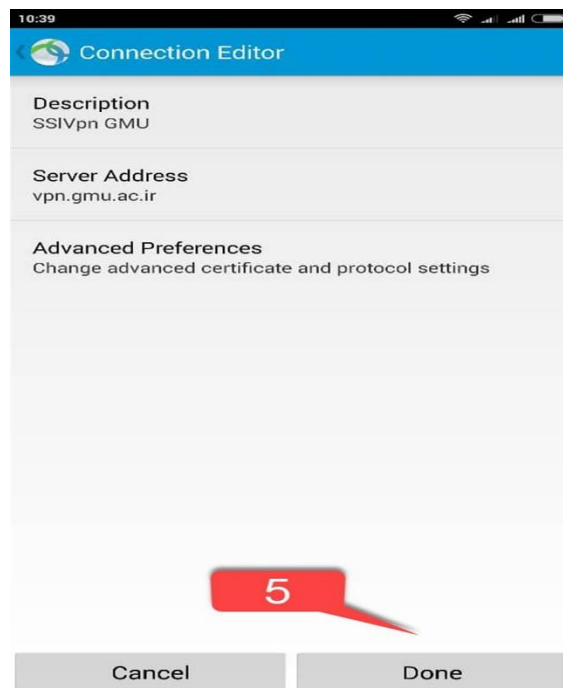 10:39
Connection Editor
Description
SSlVpn GMU
Server Address
vpn.gmu.ac.ir
Advanced Preferences
Change advanced certificate and protocol settings
5
Cancel
Done